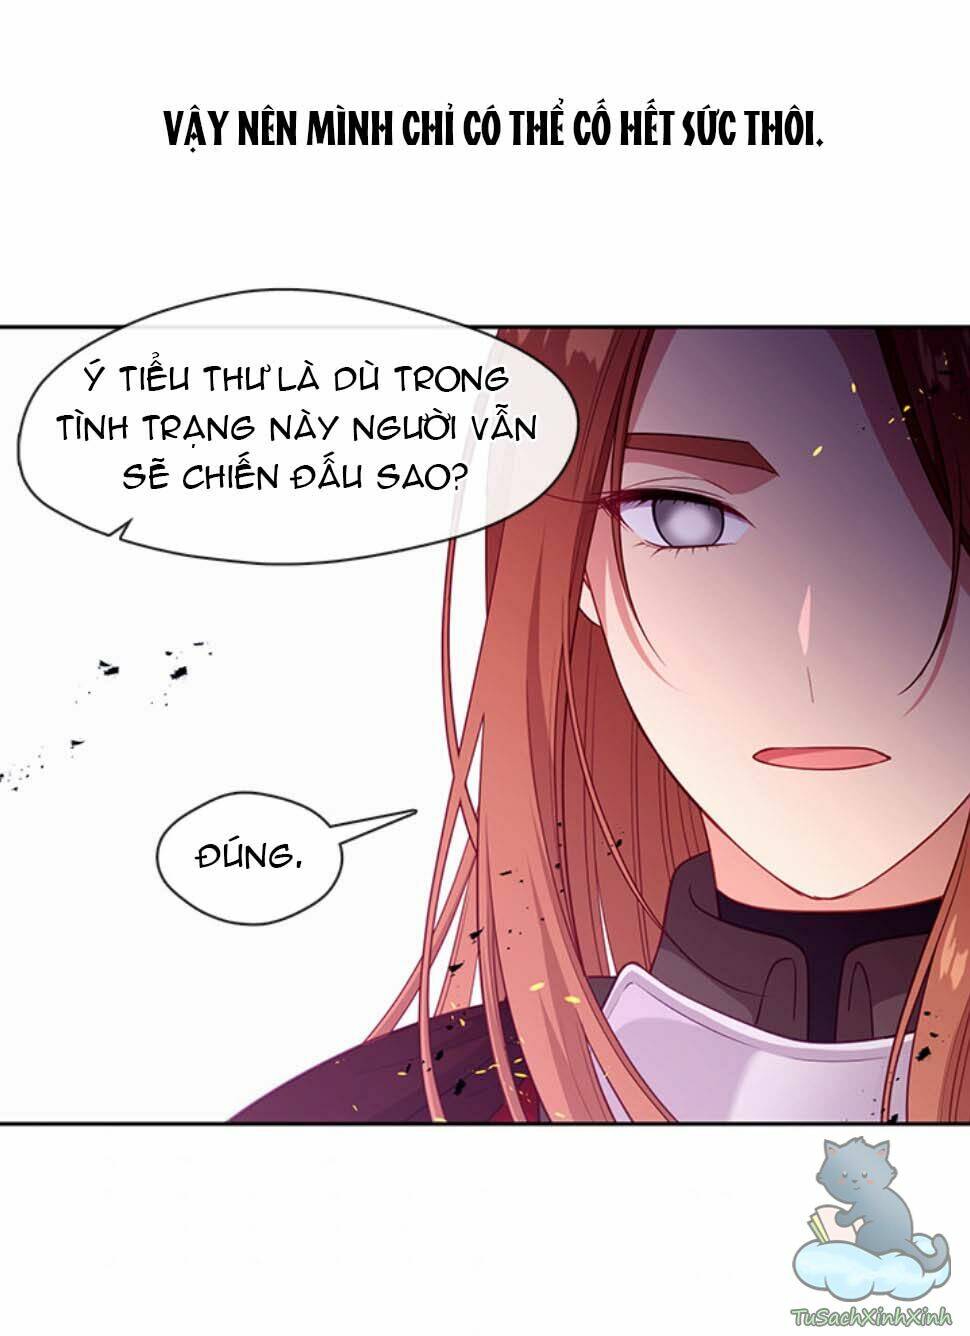 VẬY NÊN MÌNH CHỈ CÓ THỂ CỐ HẾT SỨC THÔI.
Ý TIỂU THƯ LÀ DÙ TRONG
TÌNH TRẠNG NÀY NGƯỜI VẪN
SẼ CHIẾN ĐẤU SAO?
ĐÚNG.
TuSachXinhXinh